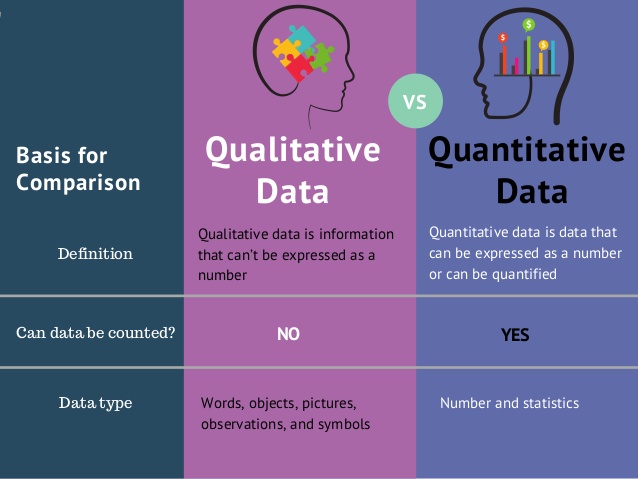 VS
Basis for
Comparison
Qualitative
Data
Quantitative
Data
Definition
Qualitative data is information
that can't be expressed as a
number
Quantitative data is data that
can be expressed as a number
or can be quantified
Can data be counted?
NO
YES
Data type
Words, objects, pictures,
observations, and symbols
Number and statistics
$
$
$